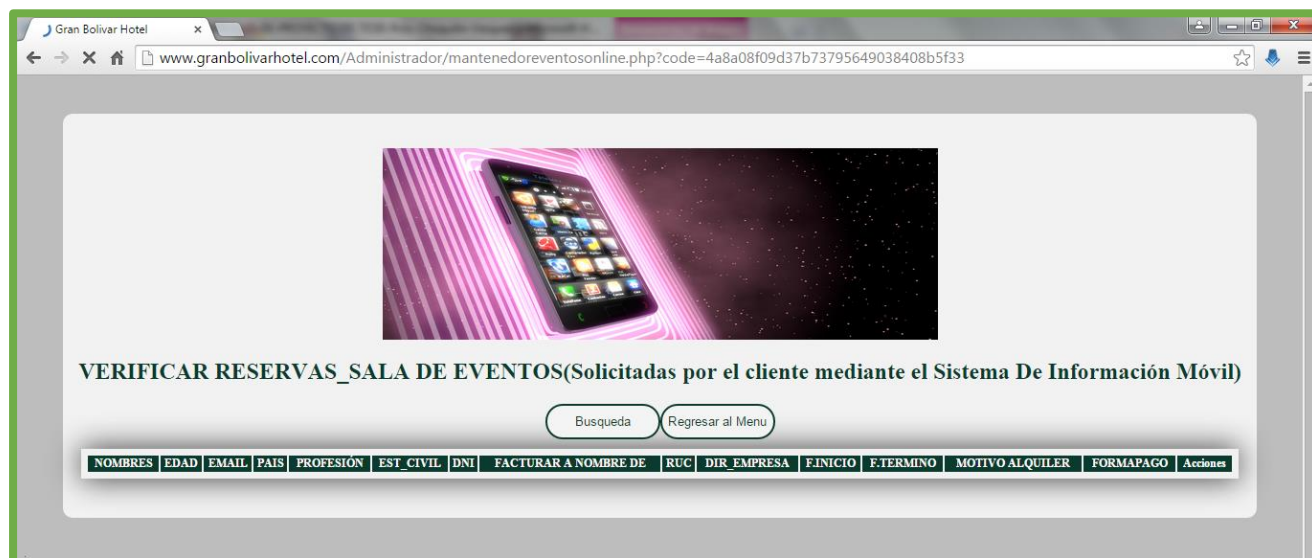 Gran Bolivar Hotel
www.granbolivarhotel.com/Administrador/mantenedoreventosonline.php?code=4a8a08f09d37b73795649038408b5f33
VERIFICAR RESERVAS_SALA DE EVENTOS(Solicitadas por el cliente mediante el Sistema De Información Móvil)
Busqueda Regresar al Menu
NOMBRES EDAD EMAIL PAIS PROFESIÓN EST_CIVIL DNI FACTURAR A NOMBRE DE RUC DIR_EMPRESA F.INICIO F.TERMINO MOTIVO ALQUILER FORMAPAGO Acciones